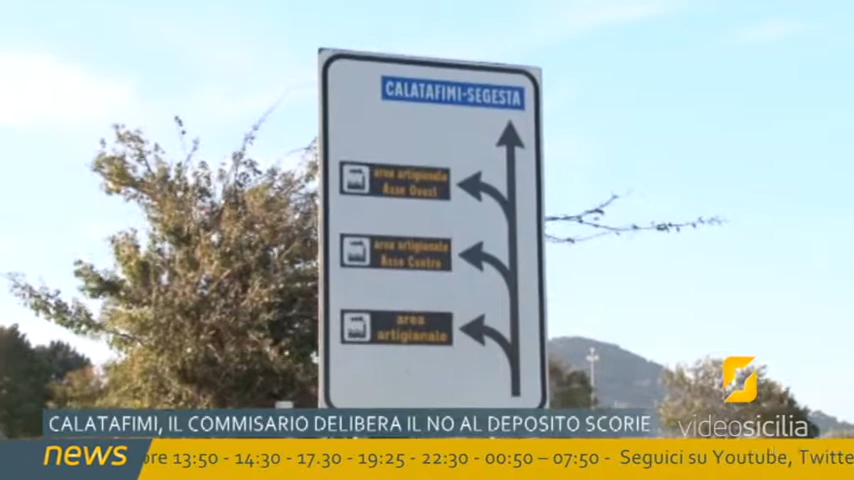 CALATAFIMI-SEGESTA
area artigianale
Asse Ovest
area artigianale
Asse Centro
area
artigianale
CALATAFIMI, IL COMMISARIO DELIBERA IL NO AL DEPOSITO SCORIE
videosicilia
news
ore 13:50 - 14:30 - 17.30 - 19:25 - 22:30 - 00:50 – 07:50 - Seguici su Youtube, Twitte